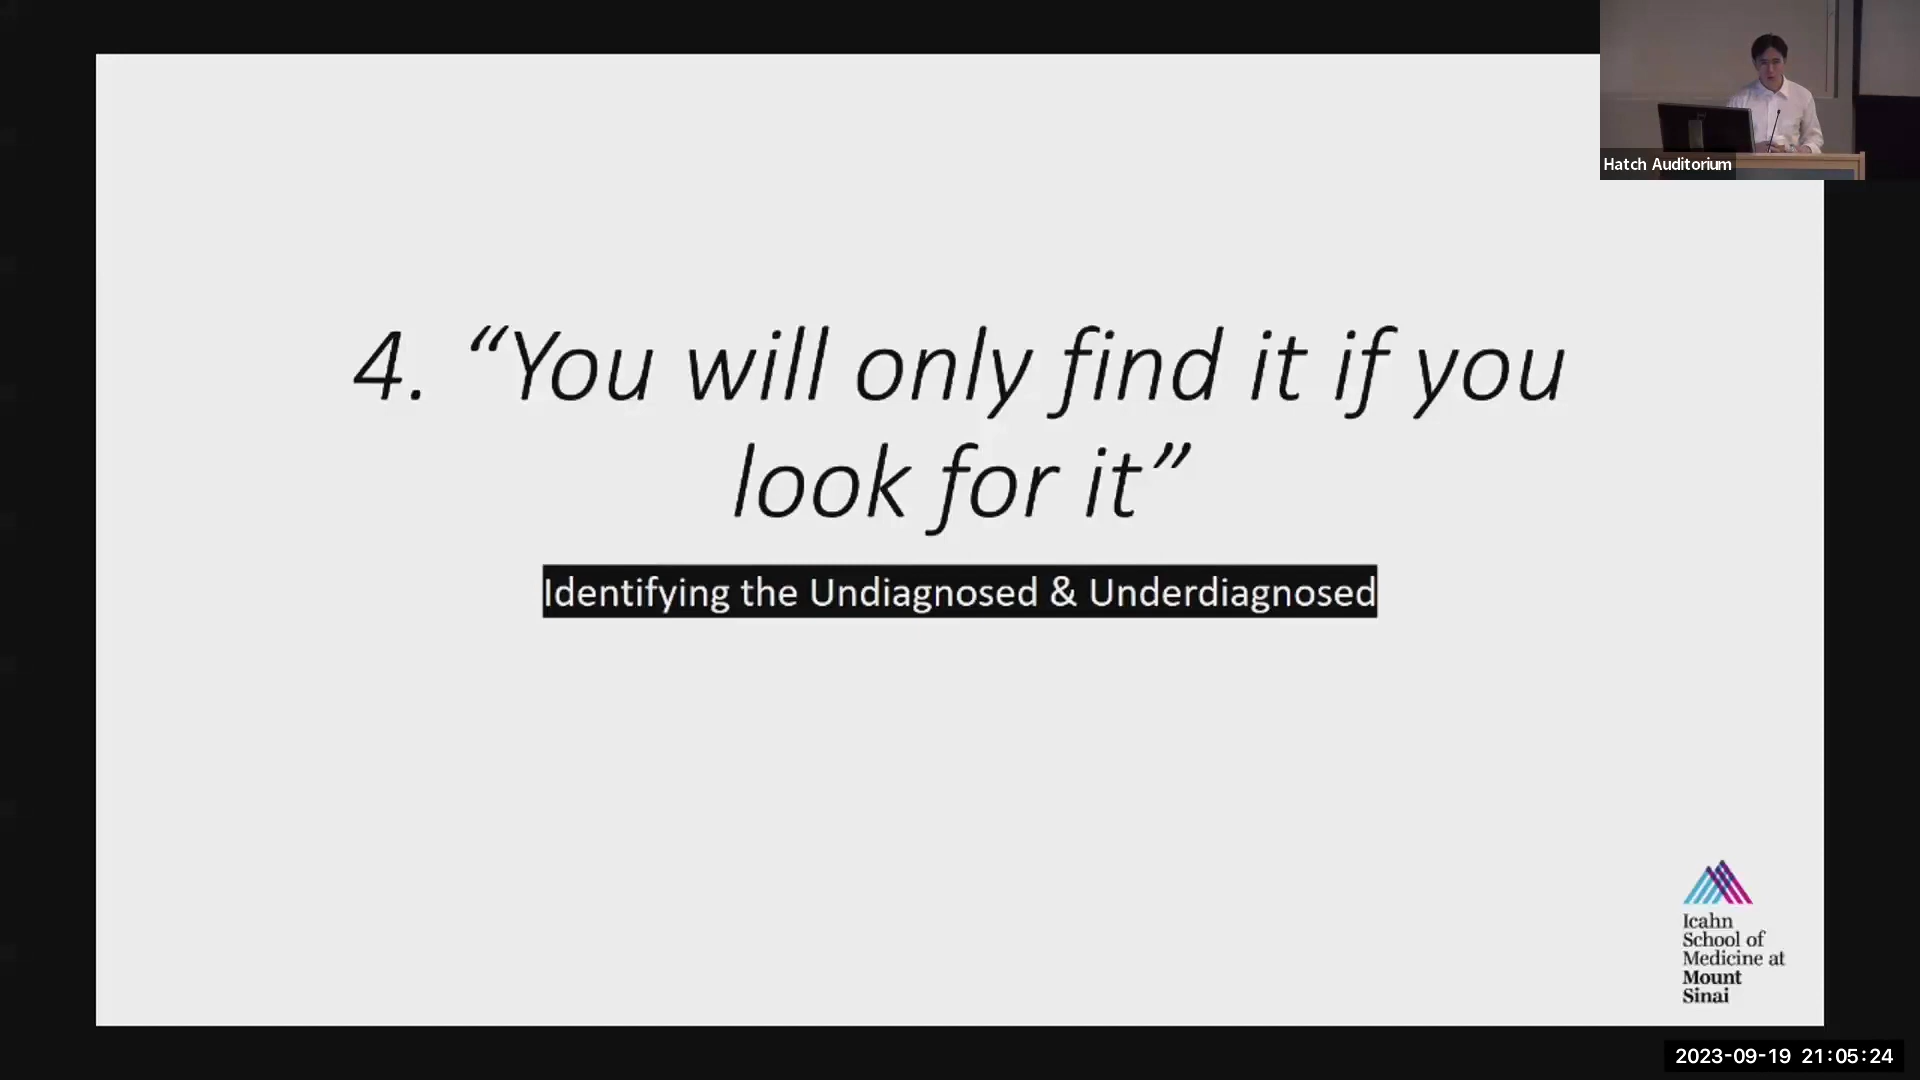 Hatch Auditorium
4. “You will only find it if you
look for it”
Identifying the Undiagnosed & Underdiagnosed
Icahn
School of
Medicine at
Mount
Sinai
2023-09-19 21:05:24